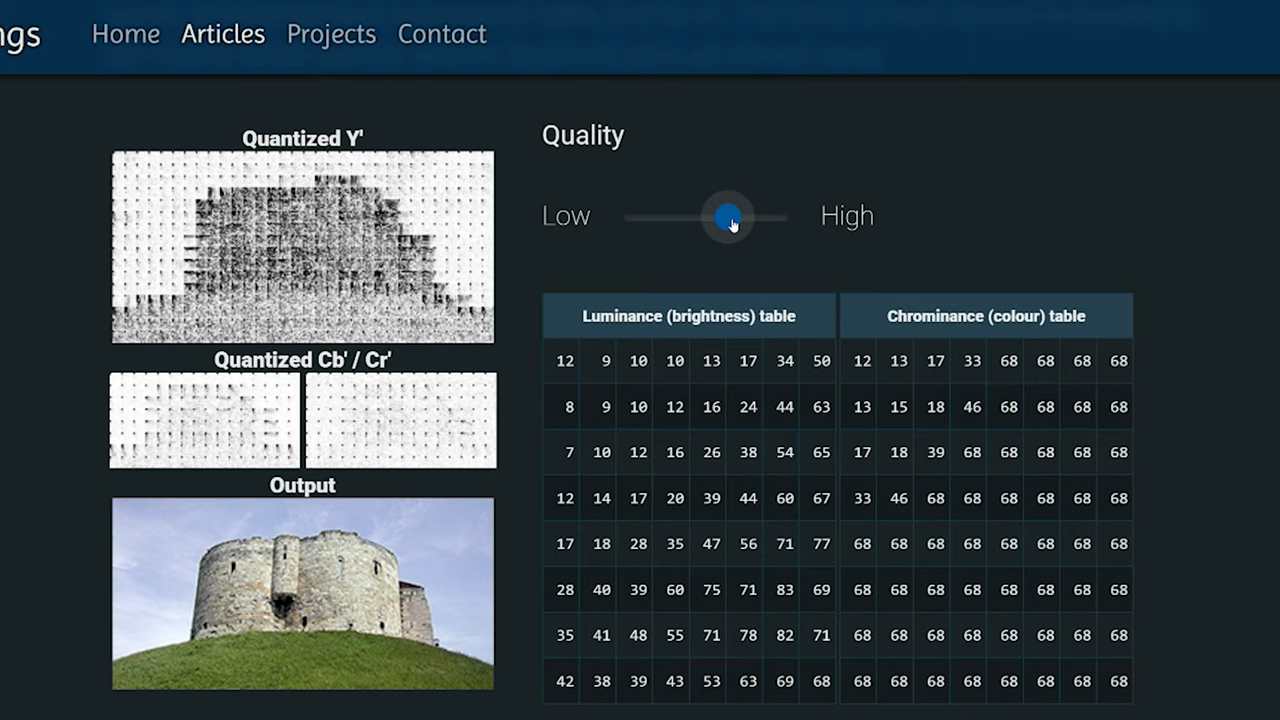 ngs Home Articles Projects Contact
Quantized Y'
Quantized Cb' / Cr'
Output
Quality
Low High
Luminance (brightness) table Chrominance (colour) table
12 9 10 10 13 17 34 50 12 13 17 33 68 68 68 68
8 9 10 12 16 24 44 63 13 15 18 46 68 68 68 68
7 10 12 16 26 38 54 65 17 18 39 68 68 68 68 68
12 14 17 20 39 44 60 67 33 46 68 68 68 68 68 68
17 18 28 35 47 56 71 77 68 68 68 68 68 68 68 68
28 40 39 60 75 71 83 69 68 68 68 68 68 68 68 68
35 41 48 55 71 78 82 71 68 68 68 68 68 68 68 68
42 38 39 43 53 63 69 68 68 68 68 68 68 68 68 68